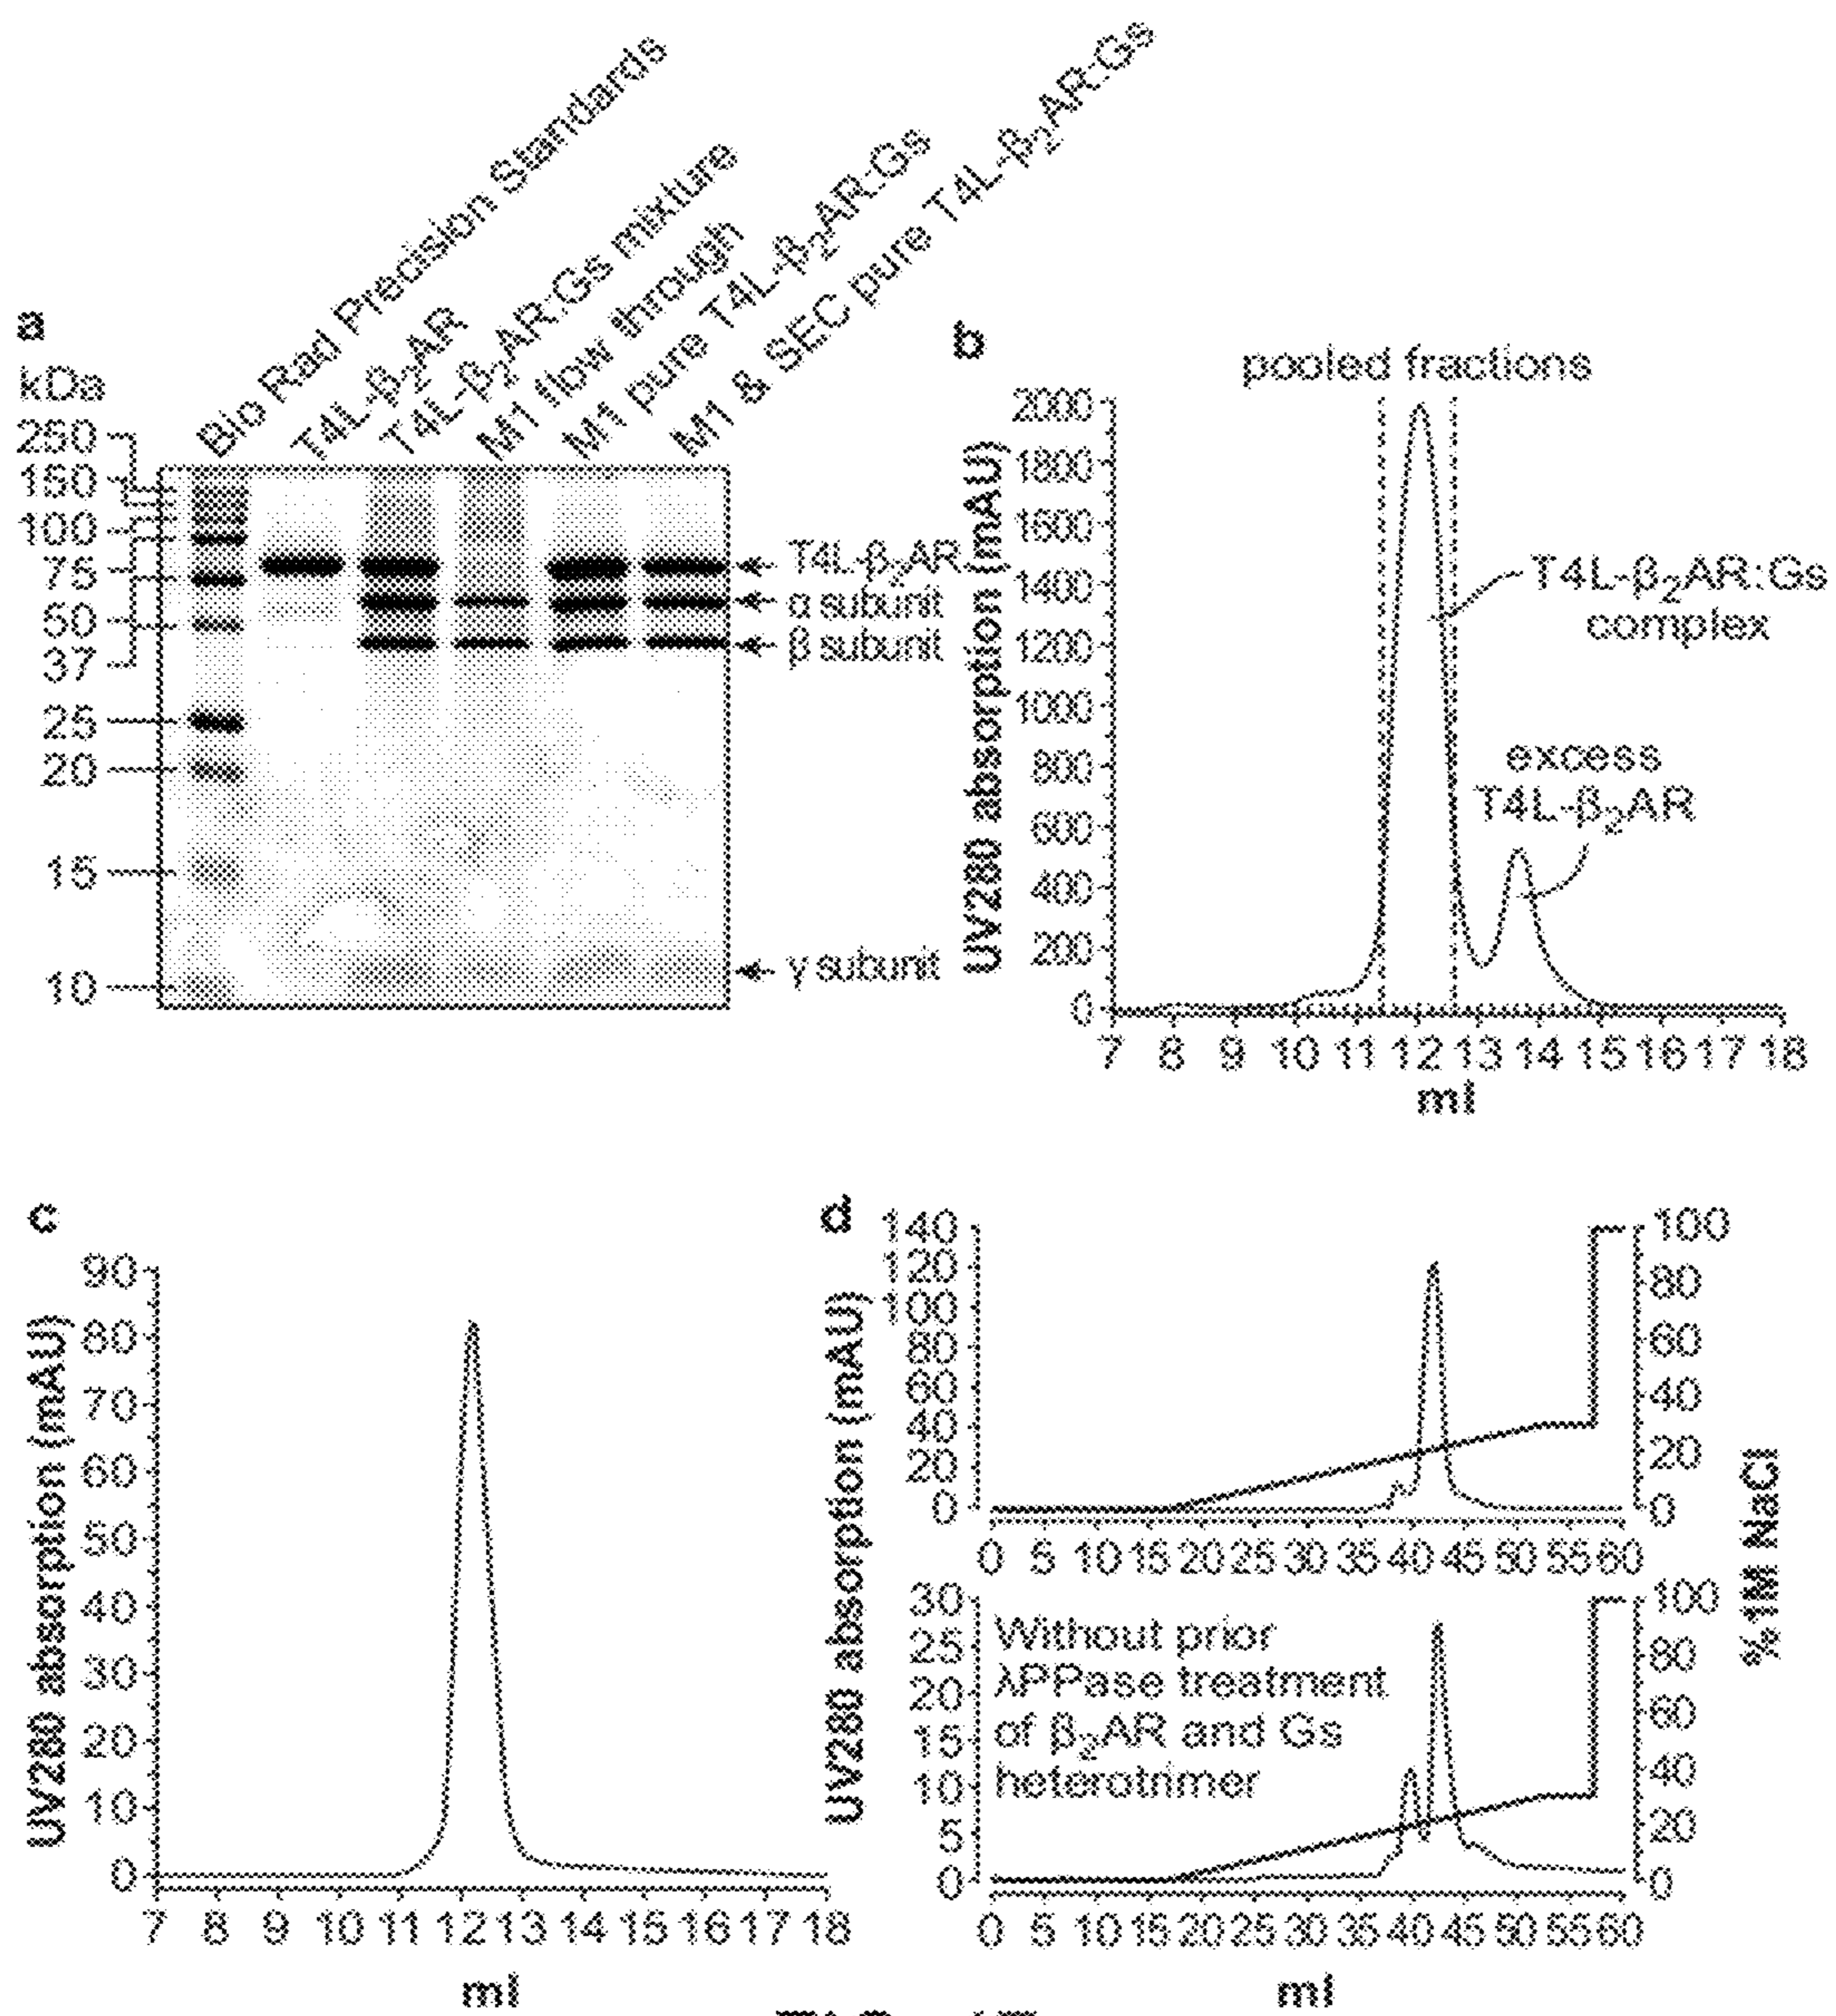 a
kDa
250
150
100
75
50
37
25
20
15
10
Bio Rad Precision Standards
T4L-β2AR
T4L-β2AR:Gs mixture
M1 flow through
M1 pure T4L-β2AR:Gs
M1 & SEC pure T4L-β2AR:Gs
T4L-β2AR
α subunit
β subunit
γ subunit
b
pooled fractions
UV280 absorption (mAU)
2000
1800
1600
1400
1200
1000
800
600
400
200
0
T4L-β2AR:Gs
complex
excess
T4L-β2AR
7 8 9 10 11 12 13 14 15 16 17 18
ml
c
UV280 absorption (mAU)
90
80
70
60
50
40
30
20
10
0
7 8 9 10 11 12 13 14 15 16 17 18
ml
d
UV280 absorption (mAU)
140
120
100
80
60
40
20
0
100
80
60
40
20
0
0 5 10 15 20 25 30 35 40 45 50 55 60
30
25
20
15
10
5
0
Without prior
λPPase treatment
of β2AR and Gs
heterotrimer
100
80
60
40
20
0
%1M NaCl
0 5 10 15 20 25 30 35 40 45 50 55 60
ml